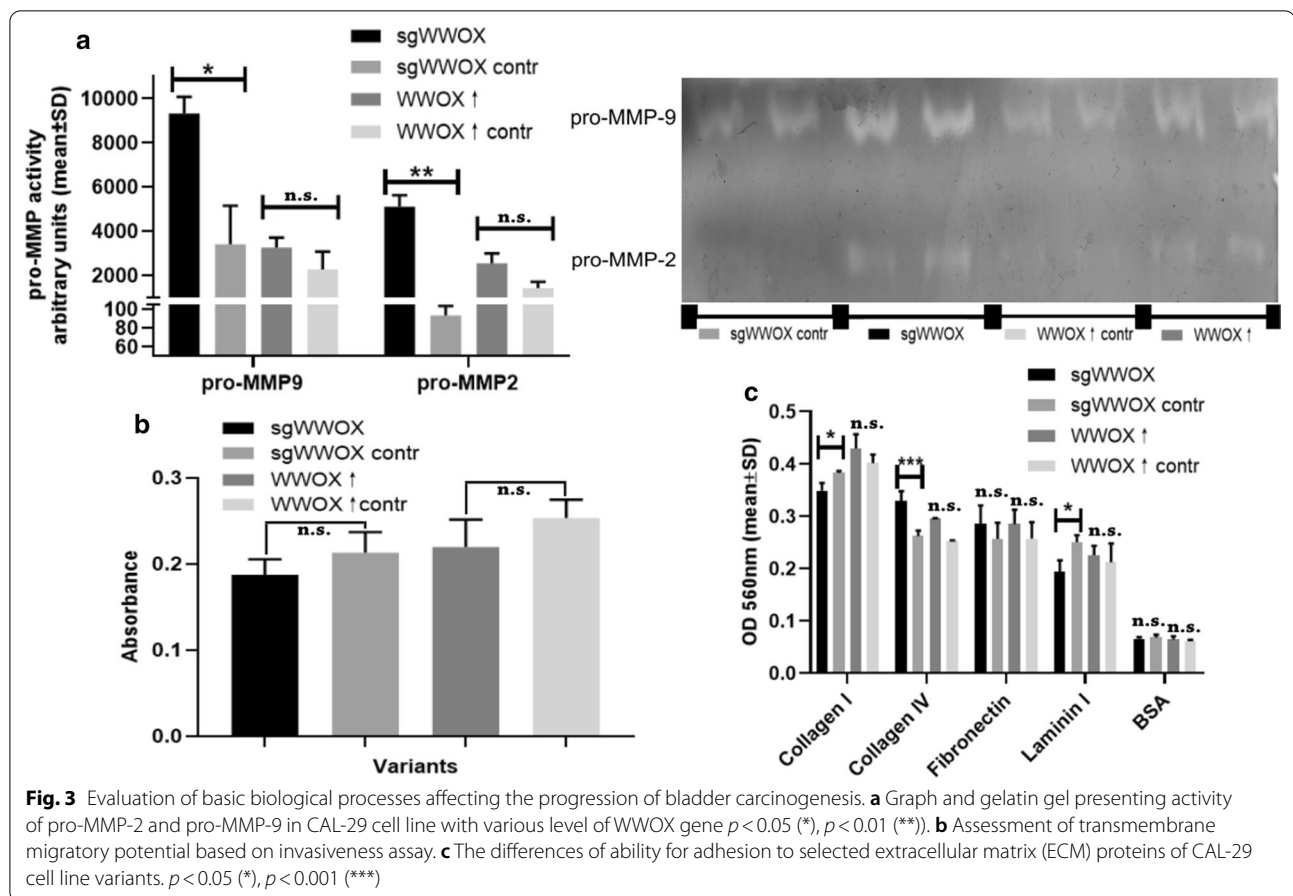 a
sgWWOX
sgWWOX contr
WWOX ↑
WWOX ↑ contr
pro-MMP activity
arbitrary units (mean±SD)
10000
8000
6000
4000
2000
100
80
60
*
n.s.
**
n.s.
pro-MMP9
pro-MMP2
pro-MMP-9
pro-MMP-2
sgWWOX contr
sgWWOX
WWOX ↑ contr
WWOX ↑
b
sgWWOX
sgWWOX contr
WWOX ↑
WWOX ↑contr
Absorbance
0.3
0.2
0.1
0.0
n.s.
n.s.
Variants
c
sgWWOX
sgWWOX contr
WWOX ↑
WWOX ↑ contr
OD 560nm (mean±SD)
0.5
0.4
0.3
0.2
0.1
0.0
*
n.s.
***
n.s.
n.s.
n.s.
*
n.s.
n.s.
n.s.
Collagen I
Collagen IV
Fibronectin
Laminin I
BSA
Fig. 3 Evaluation of basic biological processes affecting the progression of bladder carcinogenesis. a Graph and gelatin gel presenting activity
of pro-MMP-2 and pro-MMP-9 in CAL-29 cell line with various level of WWOX gene p < 0.05 (*), p < 0.01 (**)). b Assessment of transmembrane
migratory potential based on invasiveness assay. c The differences of ability for adhesion to selected extracellular matrix (ECM) proteins of CAL-29
cell line variants. p < 0.05 (*), p < 0.001 (***)